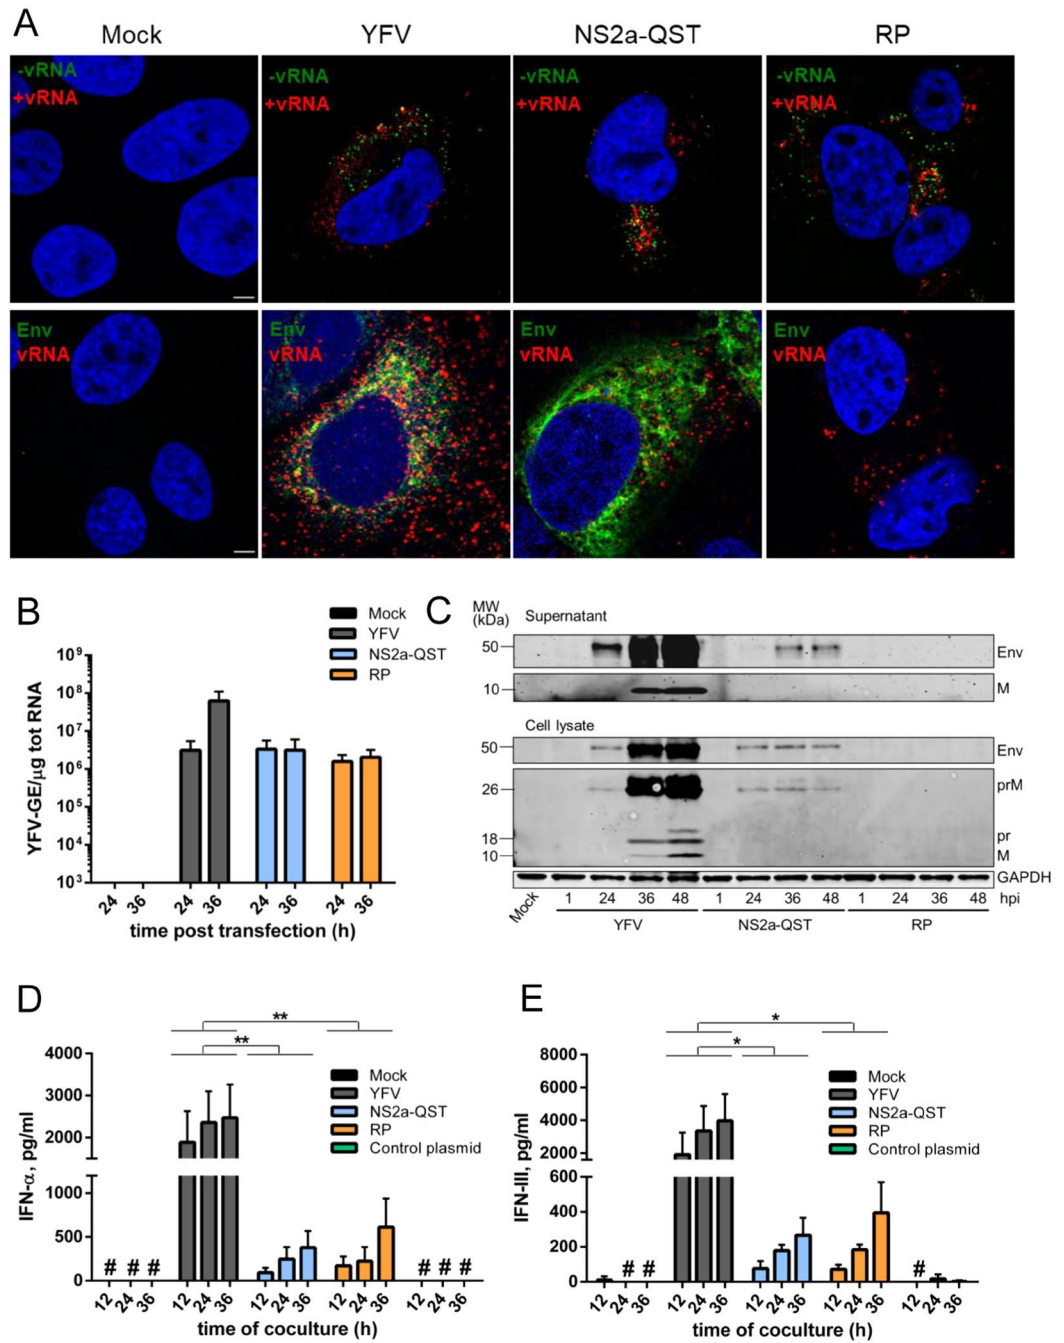 A
Mock YFV NS2a-QST RP
-vRNA -vRNA -vRNA -vRNA
+vRNA +vRNA +vRNA +vRNA
Env Env Env Env
vRNA vRNA vRNA vRNA
B
Mock
YFV
NS2a-QST
RP
YFV-GE/µg tot RNA
10⁹
10⁸
10⁷
10⁶
10⁵
10⁴
10³
24 36 24 36 24 36 24 36
time post transfection (h)
C
MW
(kDa)
Supernatant
50 Env
10 M
Cell lysate
50 Env
26 prM
18 pr
10 M
GAPDH
Mock 1 24 36 48 1 24 36 48 1 24 36 48 hpi
YFV NS2a-QST RP
D
**
**
Mock
YFV
NS2a-QST
RP
Control plasmid
IFN-α, pg/ml
4000
3000
2000
1000
500
0
# # # # # #
12 24 36 12 24 36 12 24 36 12 24 36 12 24 36
time of coculture (h)
E
*
*
Mock
YFV
NS2a-QST
RP
Control plasmid
IFN-III, pg/ml
8000
6000
4000
2000
600
400
200
0
# # #
12 24 36 12 24 36 12 24 36 12 24 36 12 24 36
time of coculture (h)